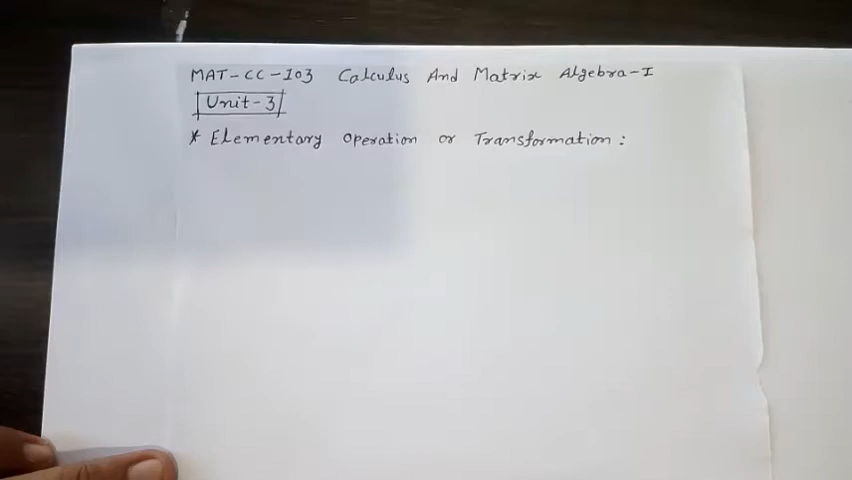 MAT-CC-103 Calculus And Matrix Algebra-I
Unit-3
* Elementary Operation or Transformation: